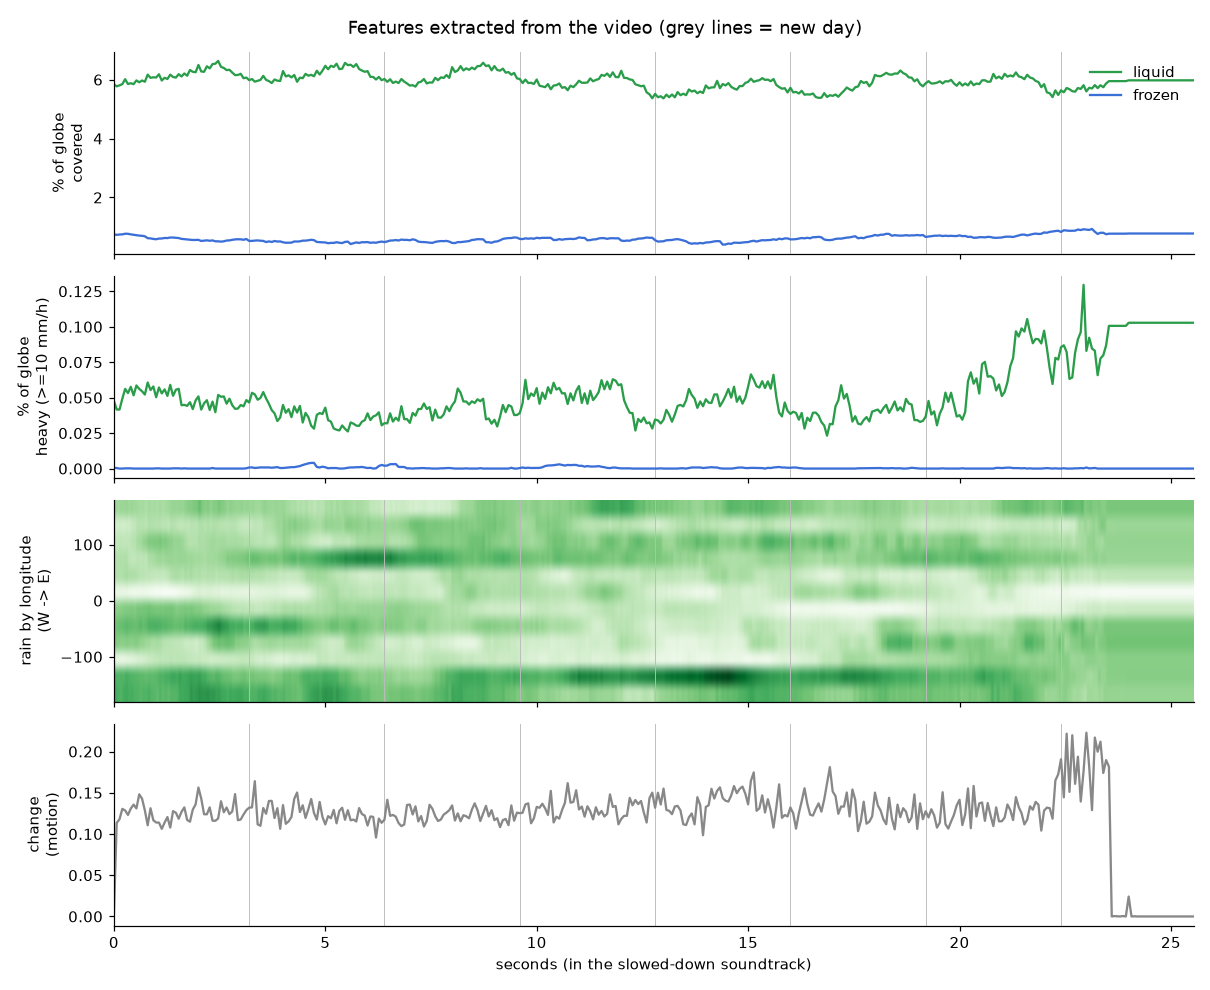 Features extracted from the video (grey lines = new day)
% of globe
covered
6
4
2
liquid
frozen
% of globe
heavy (>=10 mm/h)
0.125
0.100
0.075
0.050
0.025
0.000
rain by longitude
(W -> E)
100
0
−100
change
(motion)
0.20
0.15
0.10
0.05
0.00
0 5 10 15 20 25
seconds (in the slowed-down soundtrack)